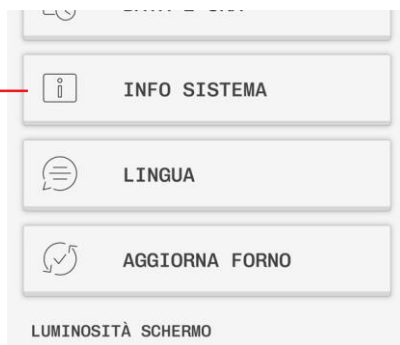 INFO SISTEMA
LINGUA
AGGIORNA FORNO
LUMINOSITÀ SCHERMO